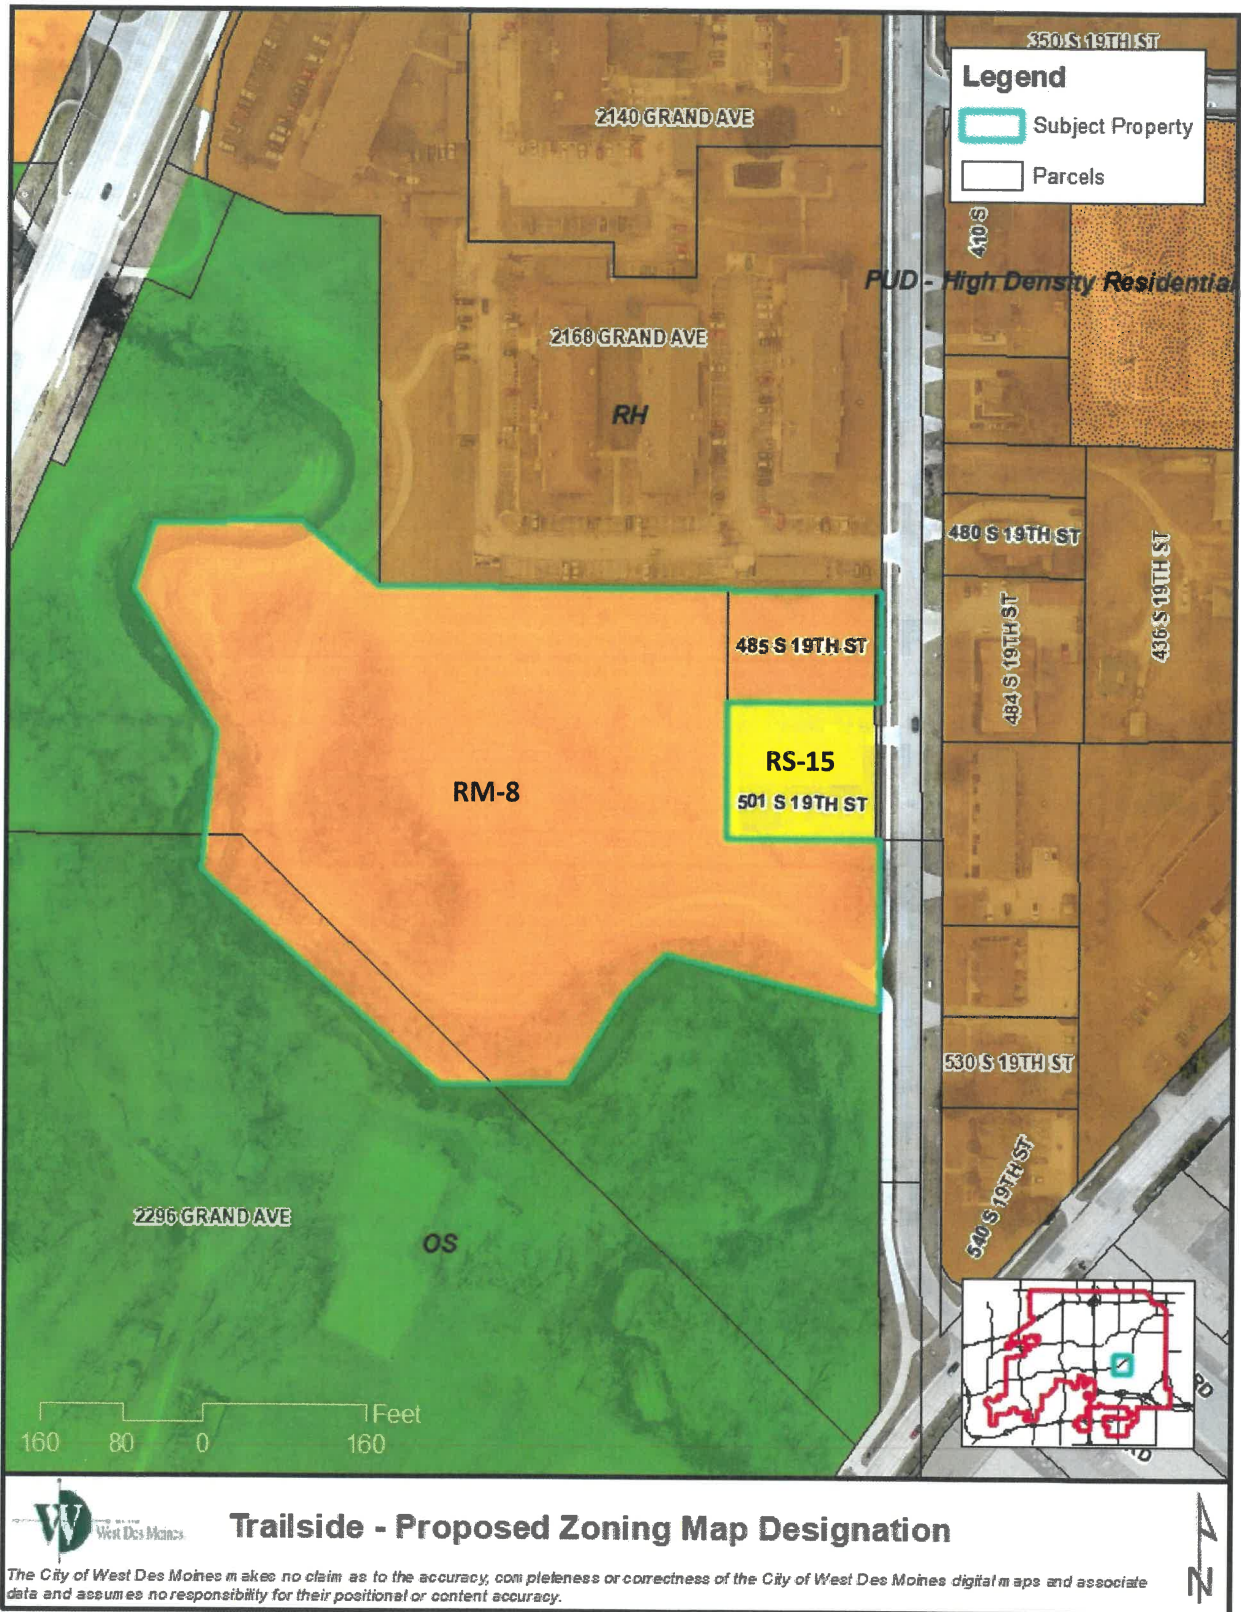 350 S 19TH ST
Legend
Subject Property
Parcels
2140 GRAND AVE
410 S
PUD - High Density Residential
2168 GRAND AVE
RH
480 S 19TH ST
436 S 19TH ST
484 S 19TH ST
485 S 19TH ST
RS-15
501 S 19TH ST
RM-8
530 S 19TH ST
540 S 19TH ST
2296 GRAND AVE
OS
RD
RD
Feet
160 80 0 160
W
West Des Moines
Trailside - Proposed Zoning Map Designation
N
The City of West Des Moines makes no claim as to the accuracy, completeness or correctness of the City of West Des Moines digital maps and associate
data and assumes no responsibility for their positional or content accuracy.